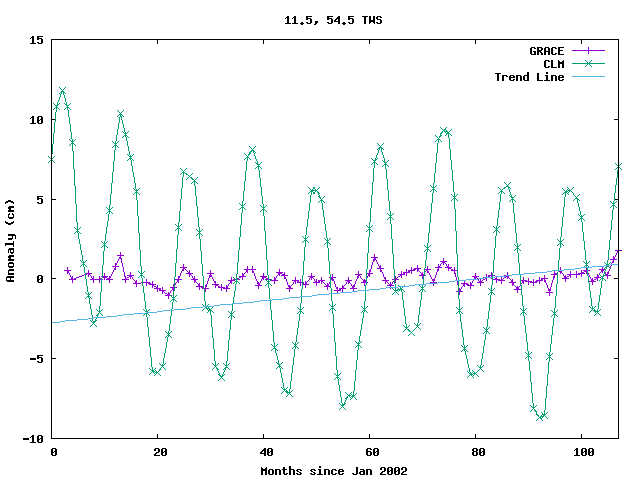 11.5, 54.5 TWS
15
GRACE
CLM
Trend Line
10
5
Anomaly (cm)
0
-5
-10
0 20 40 60 80 100
Months since Jan 2002